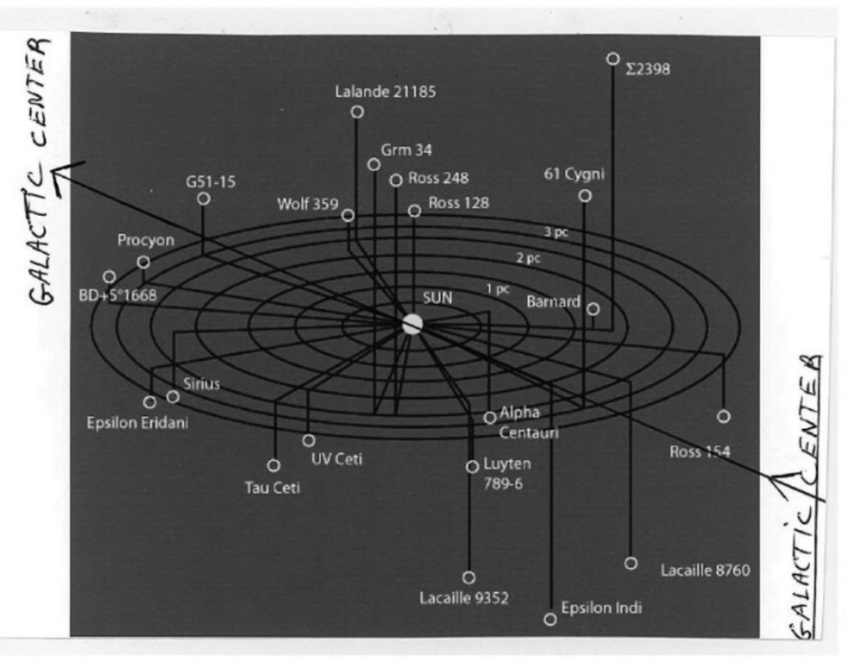 GALACTIC CENTER
Σ2398
Lalande 21185
Grm 34
G51-15
Ross 248
61 Cygni
Wolf 359
Ross 128
3 pc
Procyon
2 pc
1 pc
BD+5°1668
SUN
Barnard
Sirius
Epsilon Eridani
Alpha
Centauri
UV Ceti
Ross 154
Luyten
789-6
Tau Ceti
Lacaille 8760
Lacaille 9352
Epsilon Indi
GALACTIC CENTER